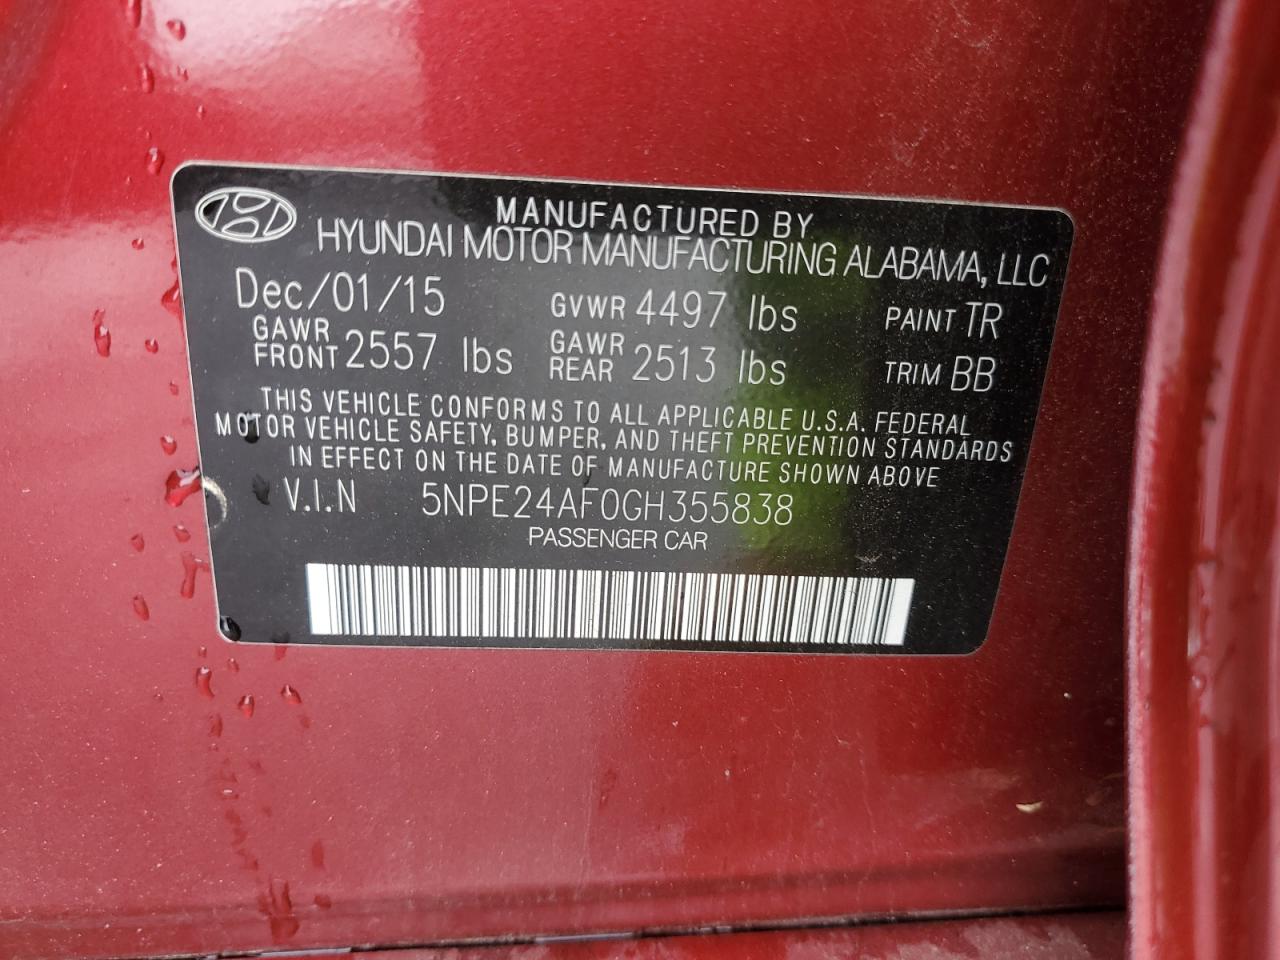 MANUFACTURED BY
HYUNDAI MOTOR MANUFACTURING ALABAMA, LLC
Dec/01/15 GVWR 4497 lbs PAINT TR
GAWR FRONT 2557 lbs GAWR REAR 2513 lbs TRIM BB
THIS VEHICLE CONFORMS TO ALL APPLICABLE U.S.A. FEDERAL
MOTOR VEHICLE SAFETY, BUMPER, AND THEFT PREVENTION STANDARDS
IN EFFECT ON THE DATE OF MANUFACTURE SHOWN ABOVE
V.I.N 5NPE24AF0GH355838
PASSENGER CAR